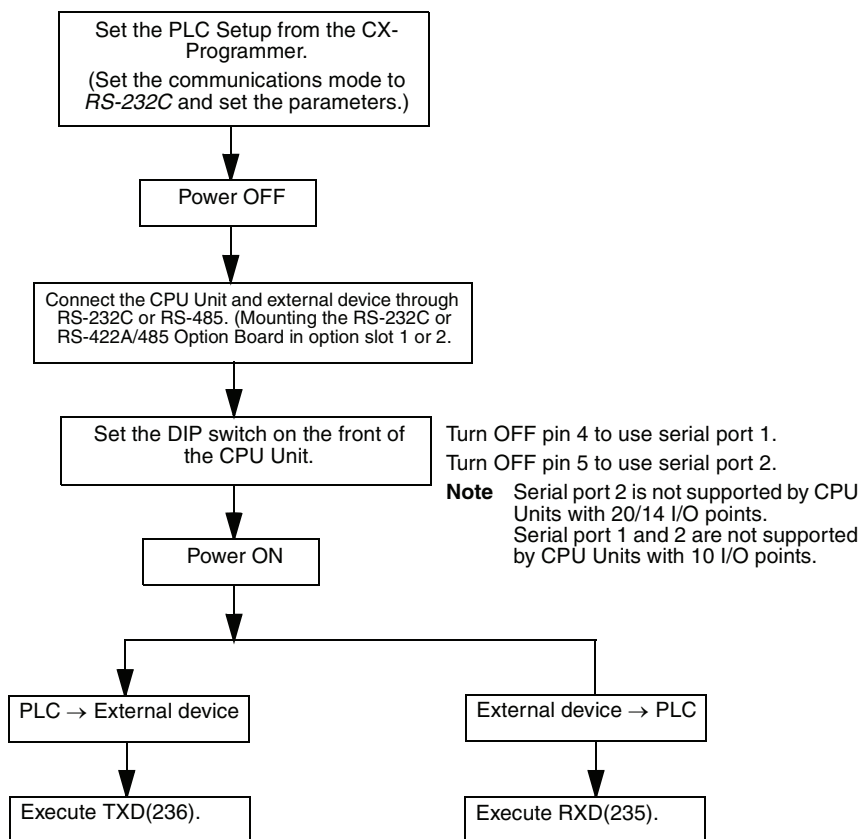 Set the PLC Setup from the CX-
Programmer.
(Set the communications mode to
RS-232C and set the parameters.)
Power OFF
Connect the CPU Unit and external device through
RS-232C or RS-485. (Mounting the RS-232C or
RS-422A/485 Option Board in option slot 1 or 2.
Set the DIP switch on the front of
the CPU Unit.
Turn OFF pin 4 to use serial port 1.
Turn OFF pin 5 to use serial port 2.
Note Serial port 2 is not supported by CPU
Units with 20/14 I/O points.
Serial port 1 and 2 are not supported
by CPU Units with 10 I/O points.
Power ON
PLC → External device
External device → PLC
Execute TXD(236).
Execute RXD(235).